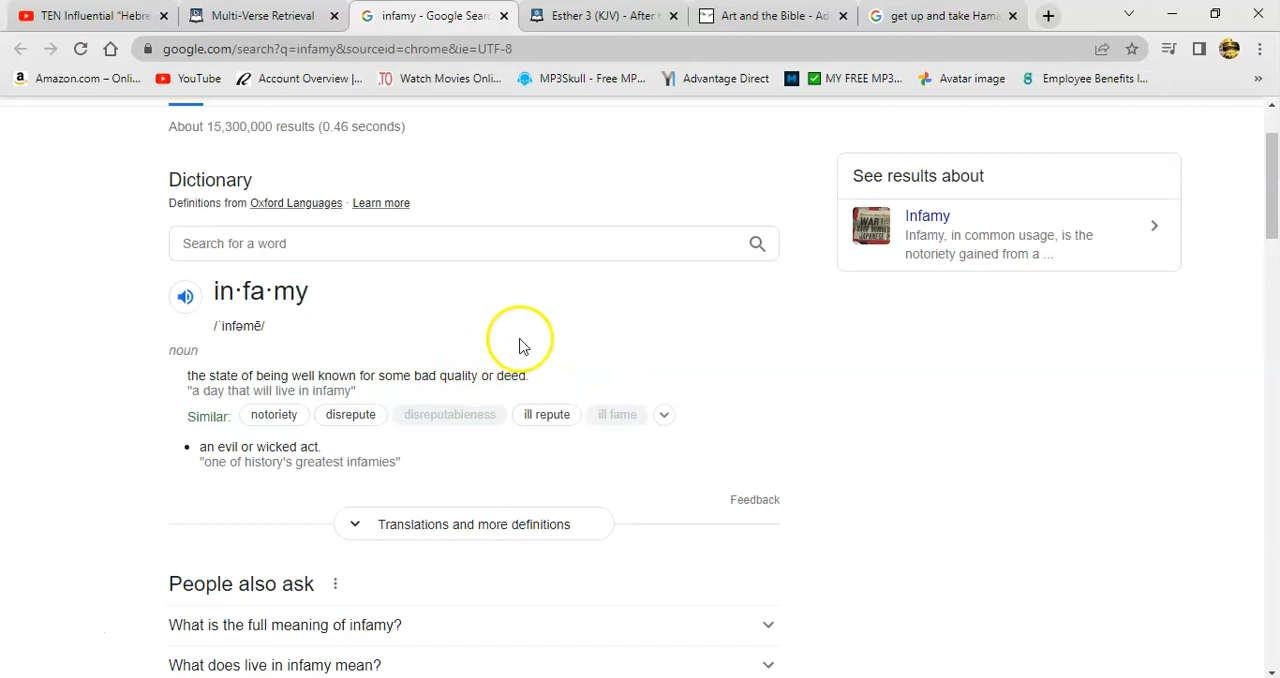 TEN Influential "Hebre
Multi-Verse Retrieval
infamy - Google Searc
Esther 3 (KJV) - After t
Art and the Bible - Ad
get up and take Hama
google.com/search?q=infamy&sourceid=chrome&ie=UTF-8
Amazon.com – Onli...
YouTube
Account Overview |...
Watch Movies Onlin...
MP3Skull - Free MP...
Advantage Direct
MY FREE MP3...
Avatar image
Employee Benefits I...
About 15,300,000 results (0.46 seconds)
Dictionary
Definitions from Oxford Languages · Learn more
Search for a word
in·fa·my
/ˈinfəmē/
noun
the state of being well known for some bad quality or deed.
"a day that will live in infamy"
Similar: notoriety disrepute disreputableness ill repute ill fame
• an evil or wicked act.
"one of history's greatest infamies"
Feedback
Translations and more definitions
People also ask
What is the full meaning of infamy?
What does live in infamy mean?
See results about
Infamy
Infamy, in common usage, is the
notoriety gained from a ...